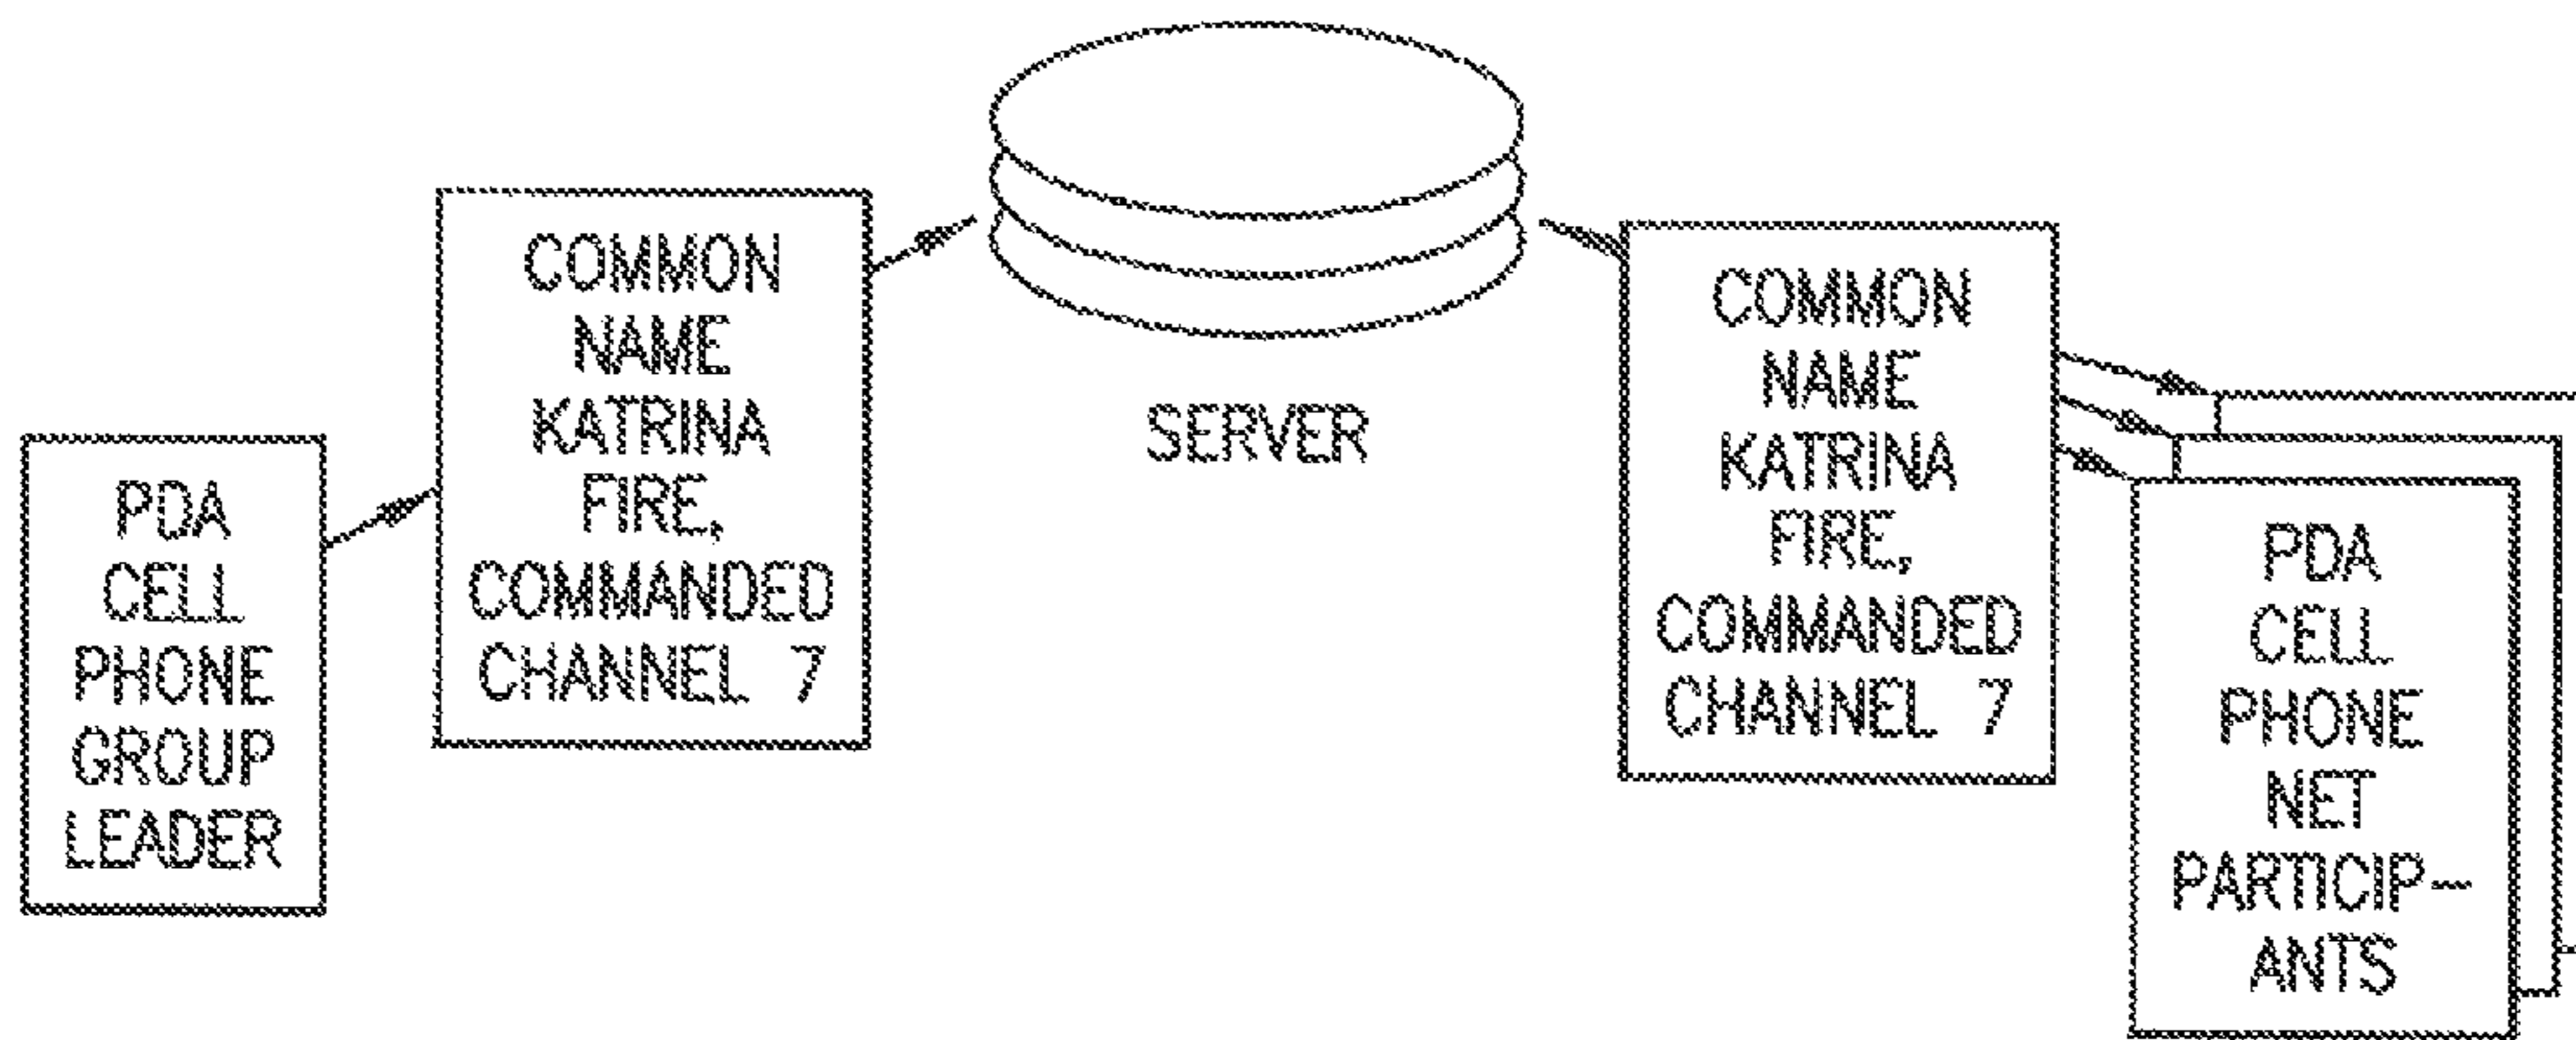 PDA
CELL
PHONE
GROUP
LEADER
COMMON
NAME
KATRINA
FIRE,
COMMANDED
CHANNEL 7
SERVER
COMMON
NAME
KATRINA
FIRE,
COMMANDED
CHANNEL 7
PDA
CELL
PHONE
NET
PARTICIP-
ANTS